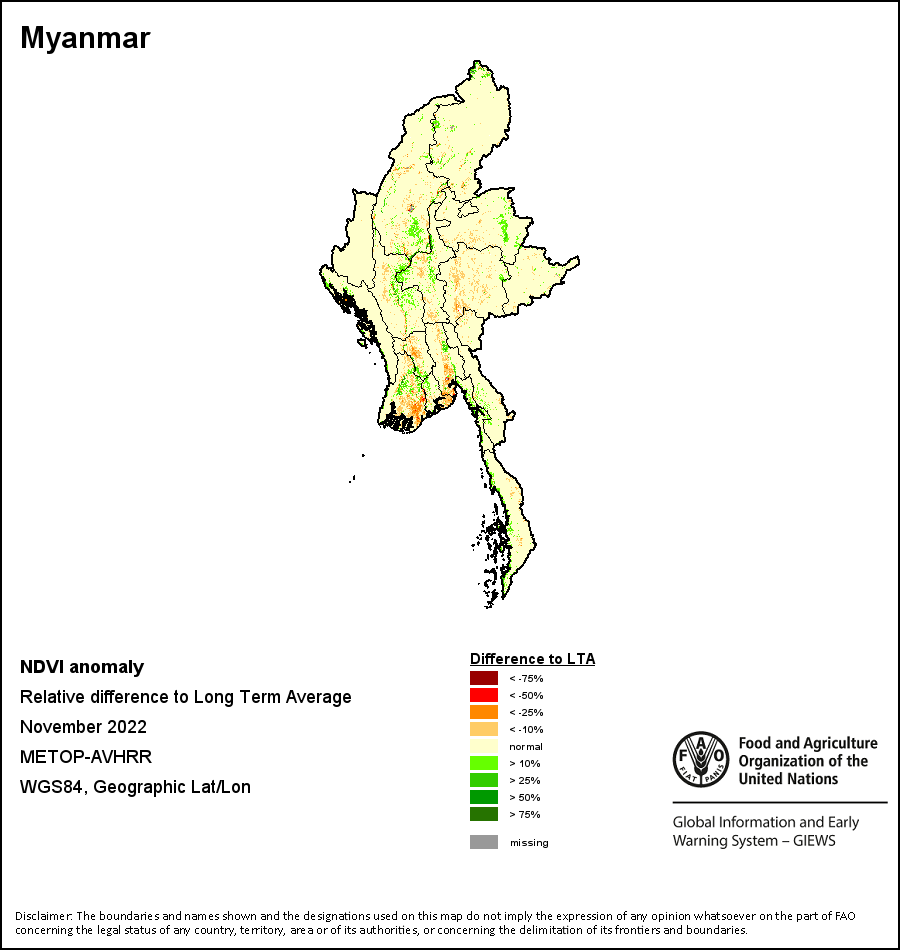 Myanmar
NDVI anomaly
Relative difference to Long Term Average
November 2022
METOP-AVHRR
WGS84, Geographic Lat/Lon
Difference to LTA
< -75%
< -50%
< -25%
< -10%
normal
> 10%
> 25%
> 50%
> 75%
missing
F A O
FIAT PANIS
Food and Agriculture
Organization of the
United Nations
Global Information and Early
Warning System – GIEWS
Disclaimer: The boundaries and names shown and the designations used on this map do not imply the expression of any opinion whatsoever on the part of FAO
concerning the legal status of any country, territory, area or of its authorities, or concerning the delimitation of its frontiers and boundaries.